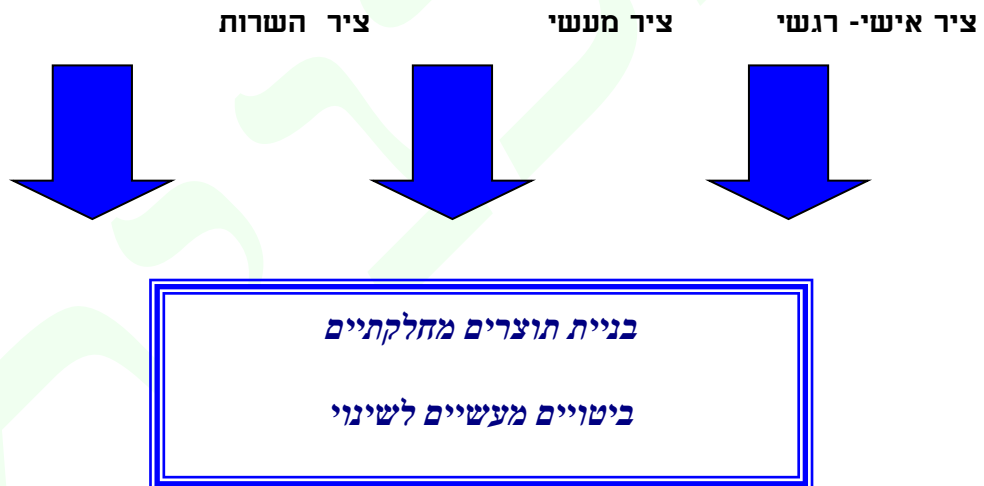 ציר אישי- רגשי ציר מעשי ציר השרות
בניית תוצרים מחלקתיים
ביטויים מעשיים לשינוי